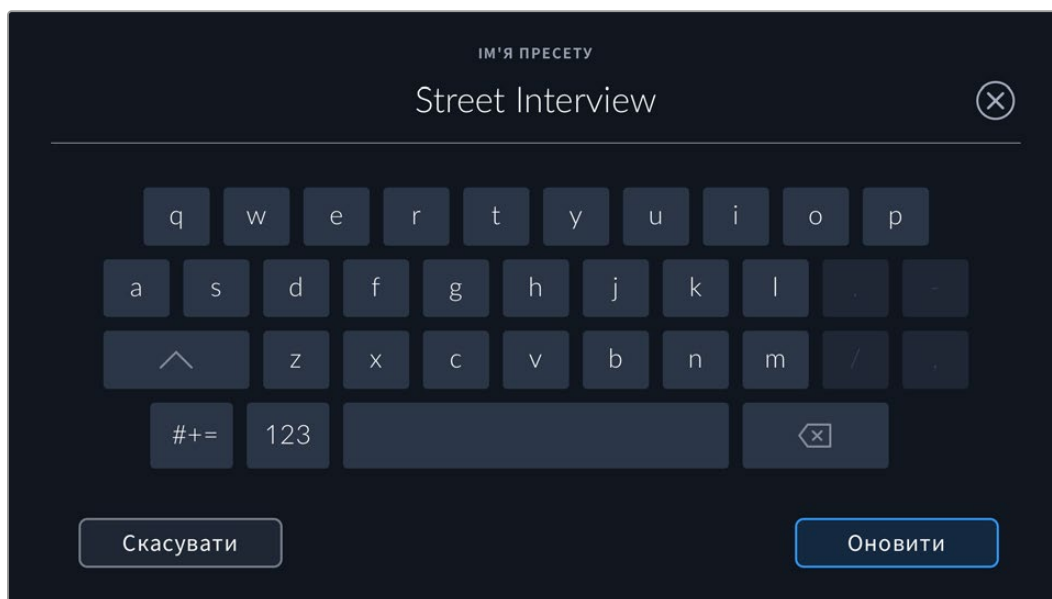 ІМ'Я ПРЕСЕТУ
Street Interview
q w e r t y u i o p
a s d f g h j k l . -
z x c v b n m / ,
#+= 123
Скасувати Оновити